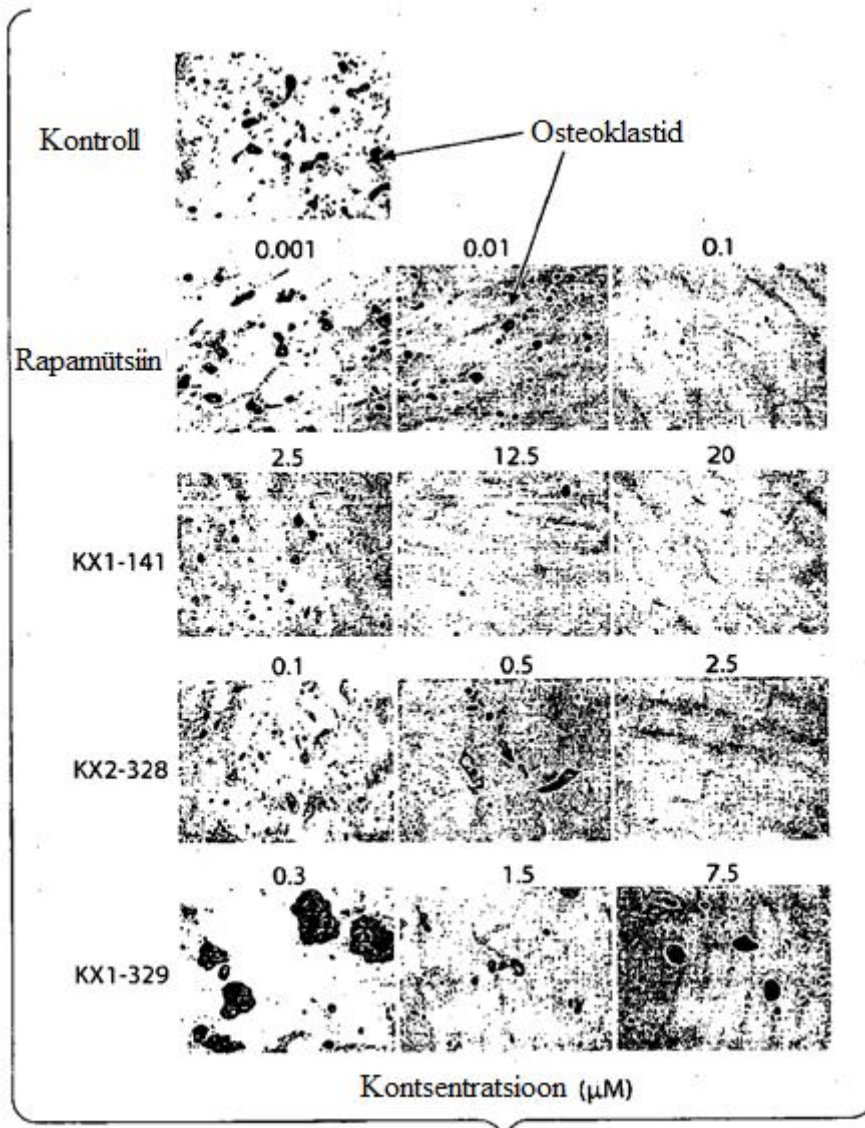 Kontroll
Osteoklastid
0.001 0.01 0.1
Rapamütsiin
2.5 12.5 20
KX1-141
0.1 0.5 2.5
KX2-328
0.3 1.5 7.5
KX1-329
Kontsentratsioon (µM)